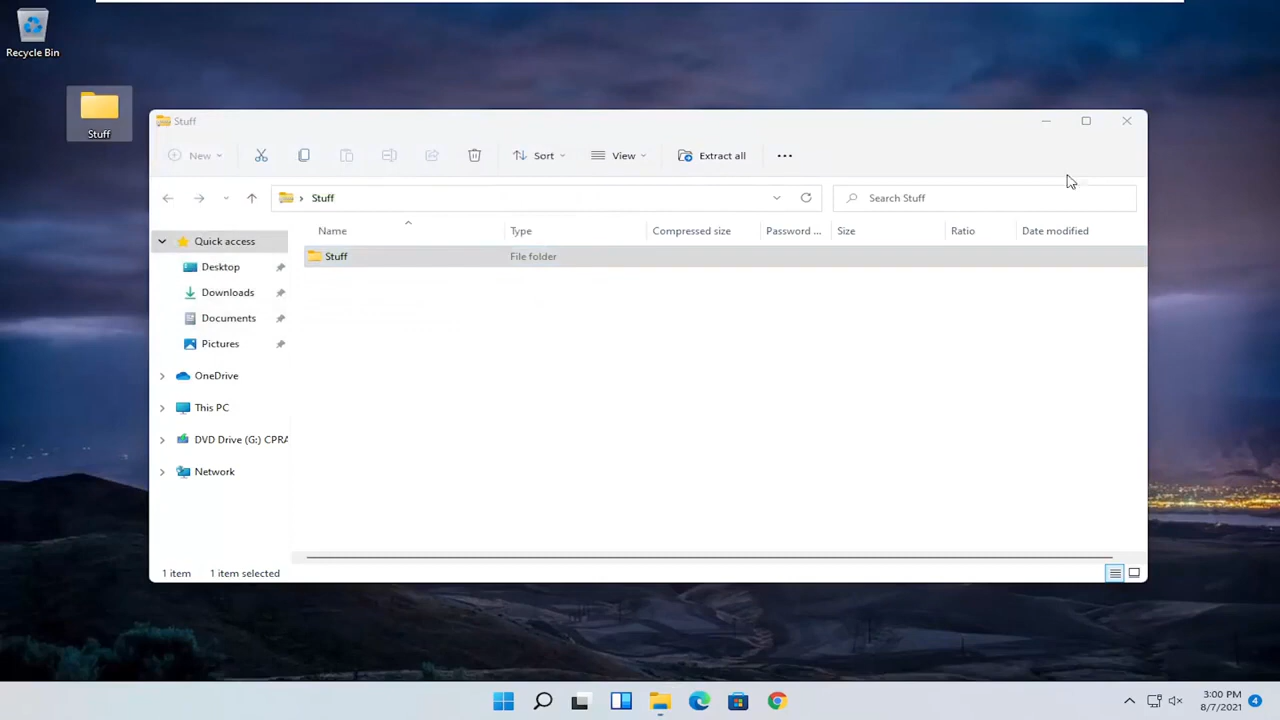 Recycle Bin
Stuff
Stuff
New
Sort
View
Extract all
Stuff
Search Stuff
Name
Type
Compressed size
Password ...
Size
Ratio
Date modified
Quick access
Stuff
File folder
Desktop
Downloads
Documents
Pictures
OneDrive
This PC
DVD Drive (G:) CPRA
Network
1 item
1 item selected
3:00 PM
8/7/2021
4